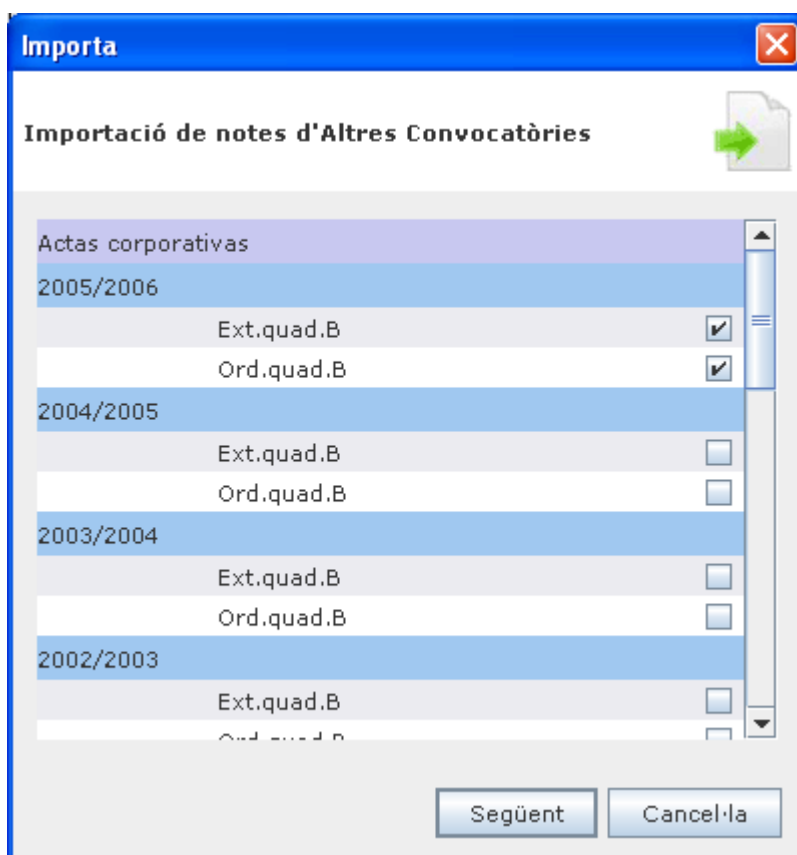 Importa
Importació de notes d'Altres Convocatòries
Actas corporativas
2005/2006
Ext.quad.B
Ord.quad.B
2004/2005
Ext.quad.B
Ord.quad.B
2003/2004
Ext.quad.B
Ord.quad.B
2002/2003
Ext.quad.B
Següent Cancel·la